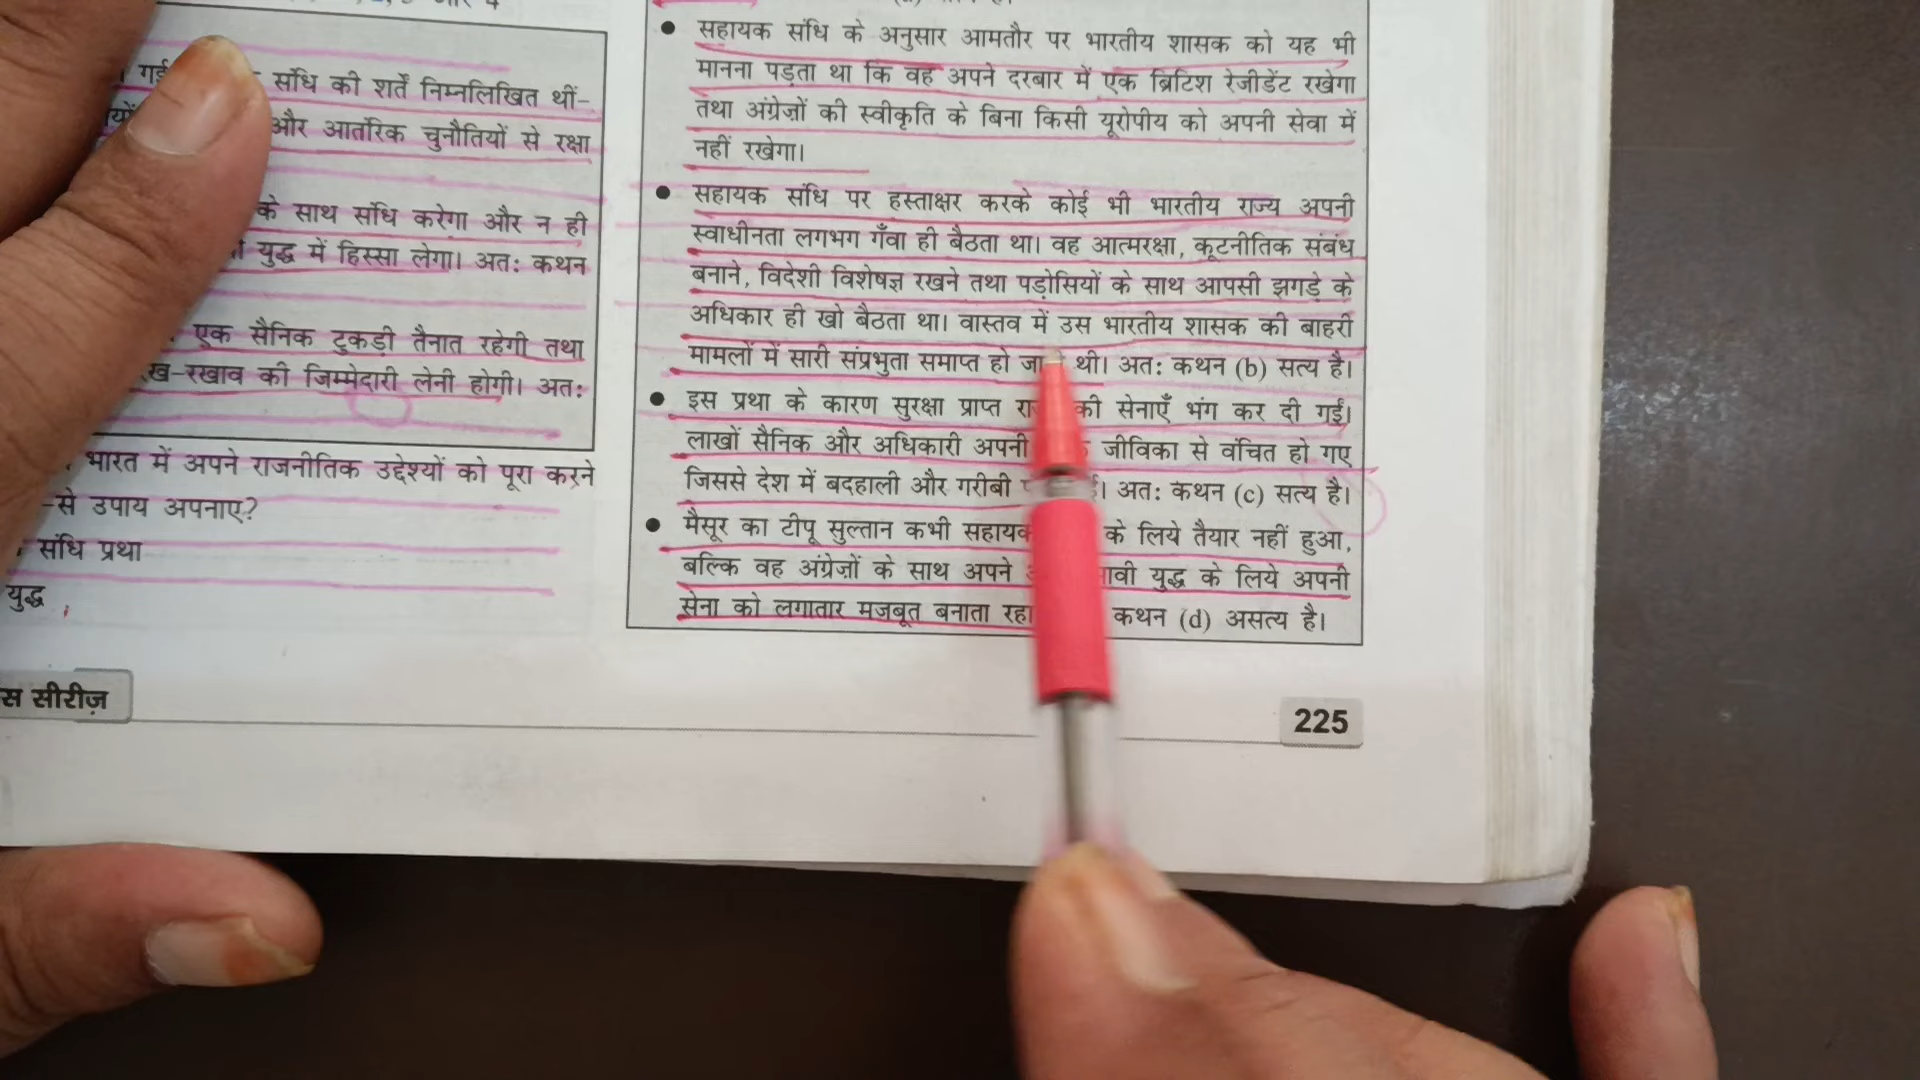 संधि की शर्तें निम्नलिखित थीं–
और आतंरिक चुनौतियों से रक्षा
के साथ संधि करेगा और न ही
युद्ध में हिस्सा लेगा। अतः कथन
एक सैनिक टुकड़ी तैनात रहेगी तथा
ख-रखाव की जिम्मेदारी लेनी होगी। अतः
भारत में अपने राजनीतिक उद्देश्यों को पूरा करने
-से उपाय अपनाए?
संधि प्रथा
युद्ध
स सीरीज़
● सहायक संधि के अनुसार आमतौर पर भारतीय शासक को यह भी
मानना पड़ता था कि वह अपने दरबार में एक ब्रिटिश रेजीडेंट रखेगा
तथा अंग्रेज़ों की स्वीकृति के बिना किसी यूरोपीय को अपनी सेवा में
नहीं रखेगा।
● सहायक संधि पर हस्ताक्षर करके कोई भी भारतीय राज्य अपनी
स्वाधीनता लगभग गँवा ही बैठता था। वह आत्मरक्षा, कूटनीतिक संबंध
बनाने, विदेशी विशेषज्ञ रखने तथा पड़ोसियों के साथ आपसी झगड़े के
अधिकार ही खो बैठता था। वास्तव में उस भारतीय शासक की बाहरी
मामलों में सारी संप्रभुता समाप्त हो थी। अतः कथन (b) सत्य है।
● इस प्रथा के कारण सुरक्षा प्राप्त की सेनाएँ भंग कर दी गईं।
लाखों सैनिक और अधिकारी अपनी जीविका से वंचित हो गए
जिससे देश में बदहाली और गरीबी अतः कथन (c) सत्य है।
● मैसूर का टीपू सुल्तान कभी के लिये तैयार नहीं हुआ,
बल्कि वह अंग्रेज़ों के साथ अपने युद्ध के लिये अपनी
सेना को लगातार मजबूत बनाता रहा कथन (d) असत्य है।
225